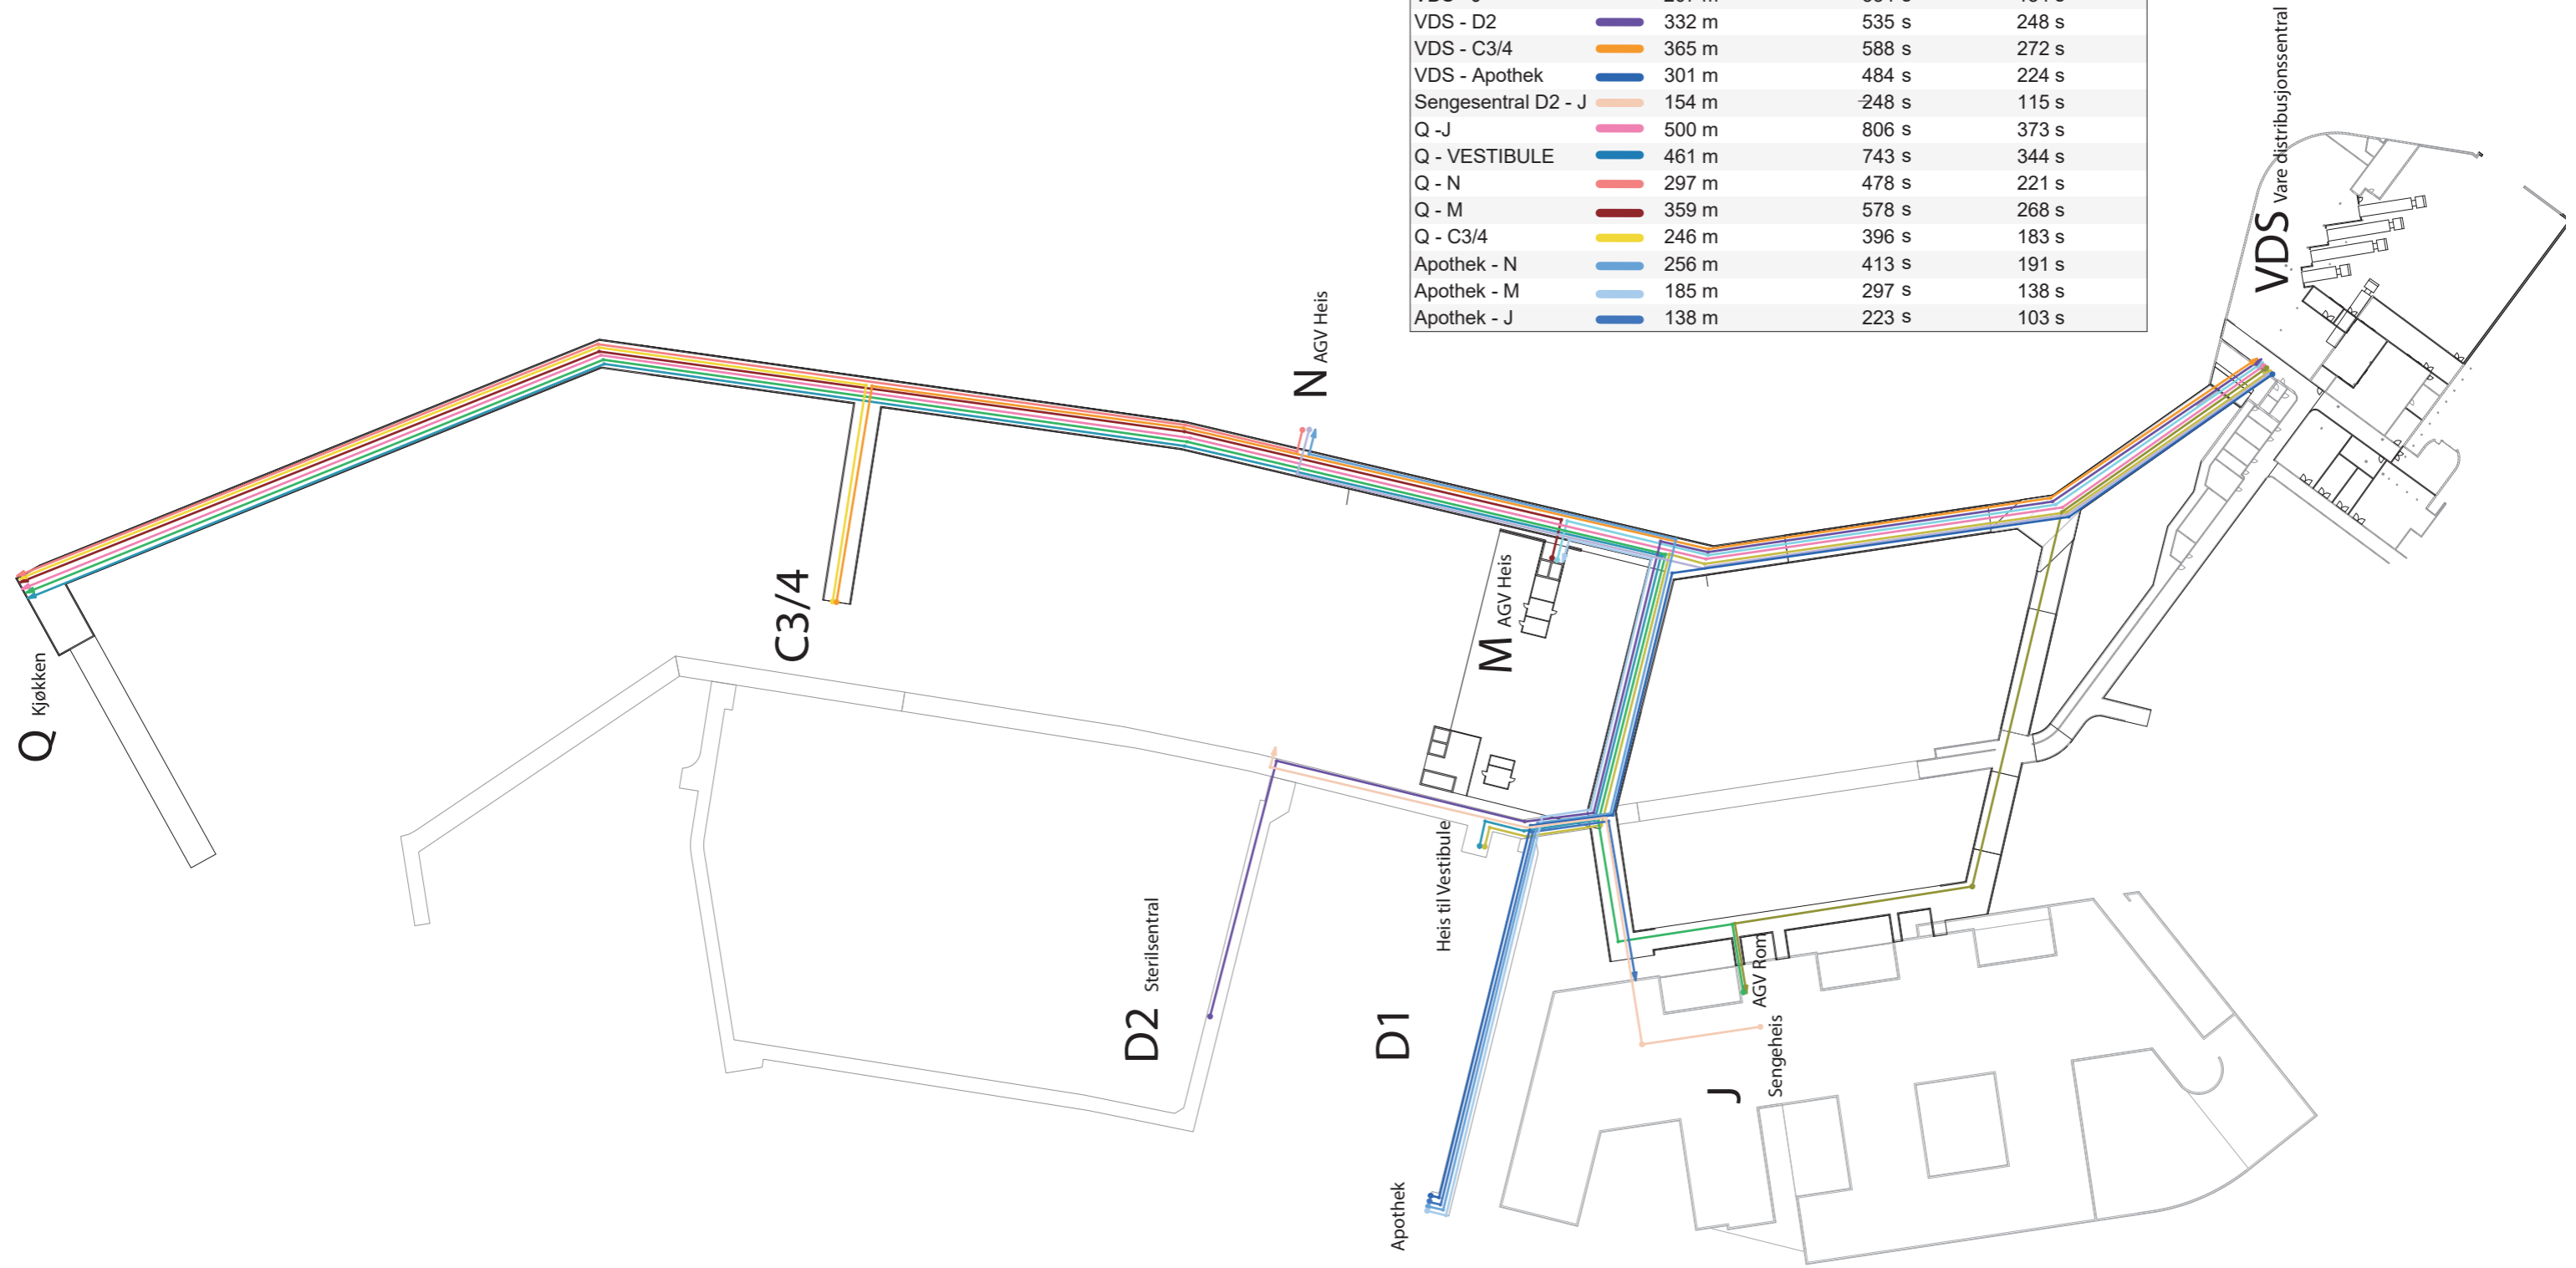 VDS - D2 332 m 535 s 248 s
VDS - C3/4 365 m 588 s 272 s
VDS - Apothek 301 m 484 s 224 s
Sengesentral D2 - J 154 m 248 s 115 s
Q -J 500 m 806 s 373 s
Q - VESTIBULE 461 m 743 s 344 s
Q - N 297 m 478 s 221 s
Q - M 359 m 578 s 268 s
Q - C3/4 246 m 396 s 183 s
Apothek - N 256 m 413 s 191 s
Apothek - M 185 m 297 s 138 s
Apothek - J 138 m 223 s 103 s
VDS Vare distribusjonssentral
N AGV Heis
C3/4
M AGV Heis
Q Kjøkken
Heis til Vestibule
D2 Sterilsentral
D1
AGV Rom
J
Sengeheis
Apothek